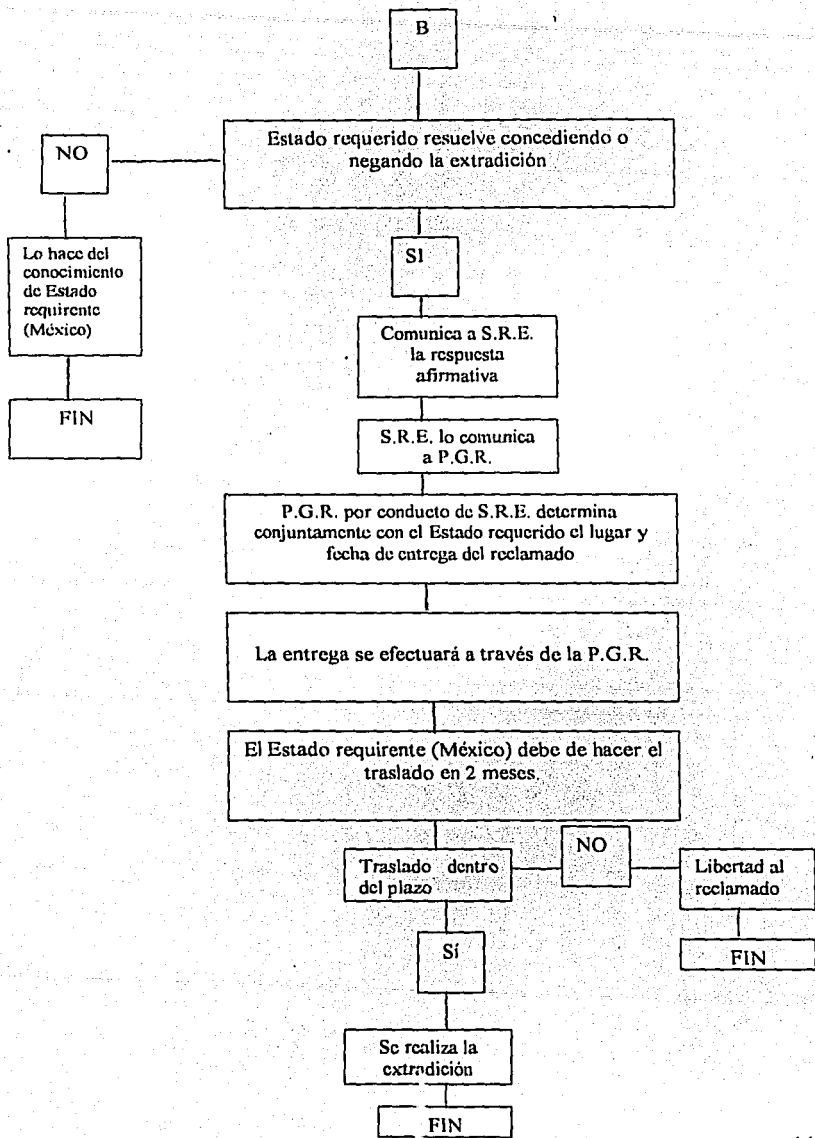 B
Estado requerido resuelve concediendo o
negando la extradición
NO
Lo hace del
conocimiento
de Estado
requirente
(México)
FIN
SI
Comunica a S.R.E.
la respuesta
afirmativa
S.R.E. lo comunica
a P.G.R.
P.G.R. por conducto de S.R.E. determina
conjuntamente con el Estado requerido el lugar y
fecha de entrega del reclamado
La entrega se efectuará a través de la P.G.R.
El Estado requirente (México) debe de hacer el
traslado en 2 meses.
Traslado dentro
del plazo
NO
Libertad al
reclamado
FIN
Sí
Se realiza la
extradición
FIN